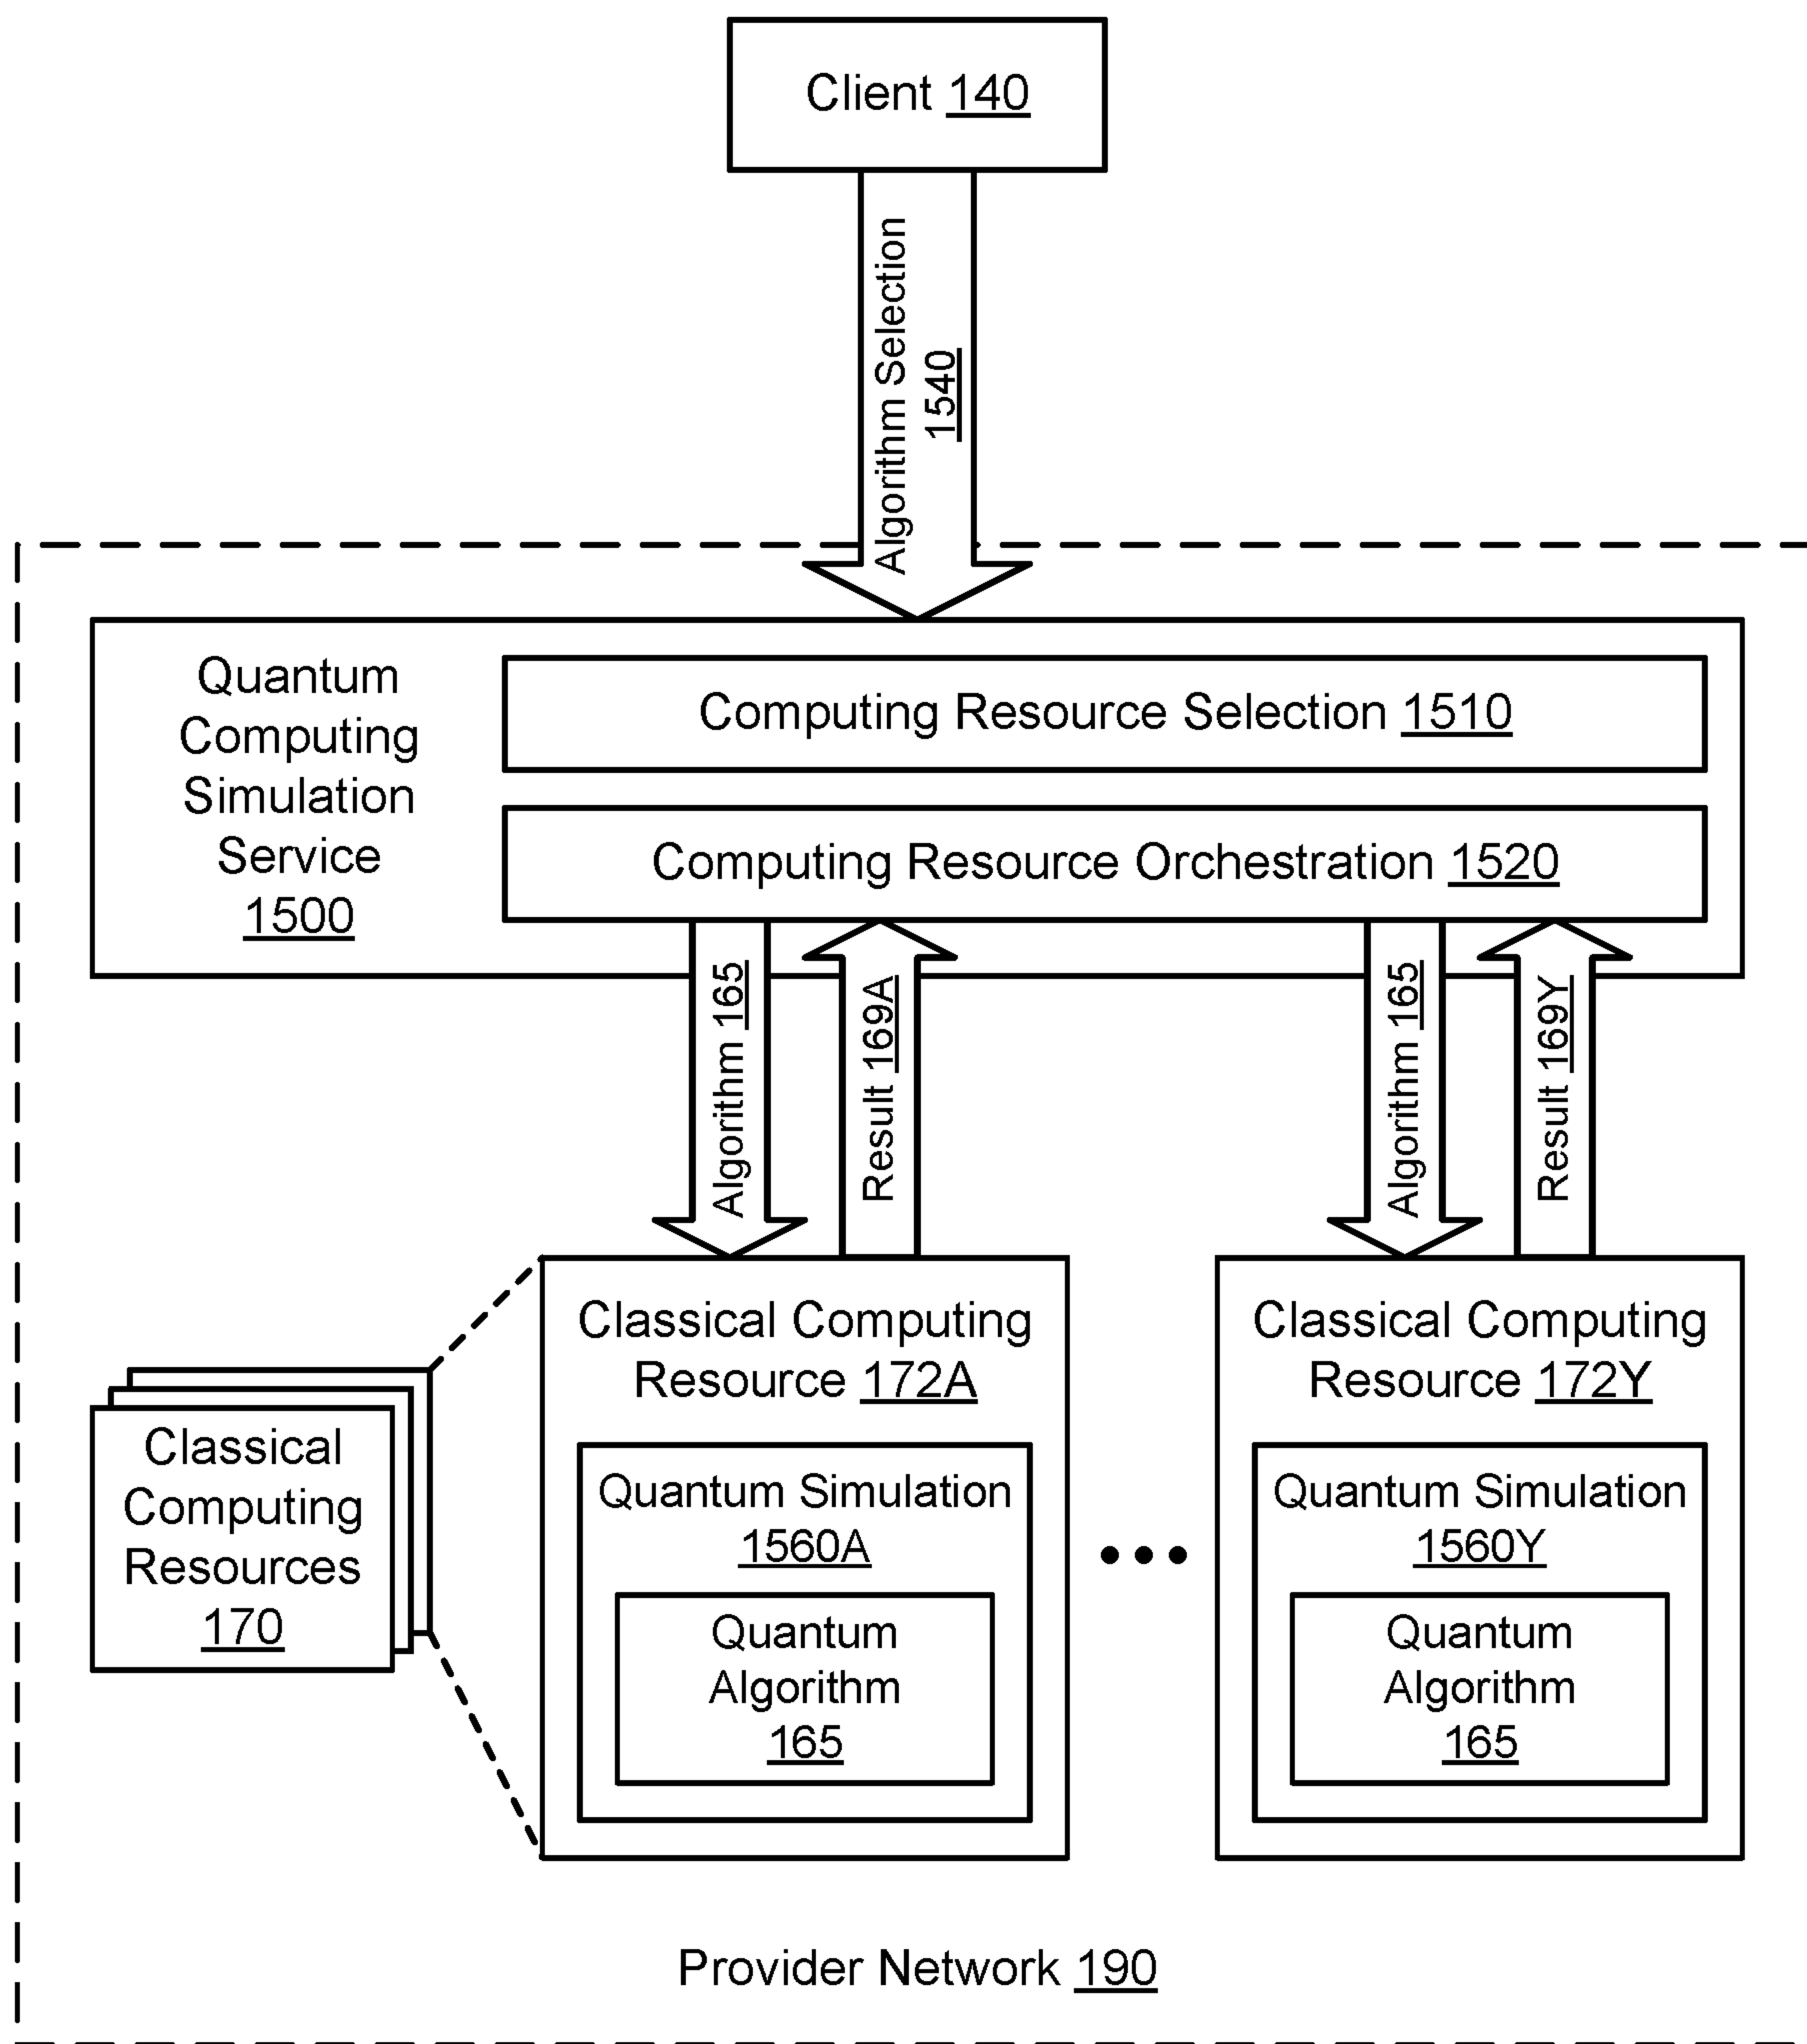 Client 140
Algorithm Selection
1540
Quantum
Computing
Simulation
Service
1500
Computing Resource Selection 1510
Computing Resource Orchestration 1520
Algorithm 165
Result 169A
Algorithm 165
Result 169Y
Classical
Computing
Resources
170
Classical Computing
Resource 172A
Quantum Simulation
1560A
Quantum
Algorithm
165
Classical Computing
Resource 172Y
Quantum Simulation
1560Y
Quantum
Algorithm
165
Provider Network 190